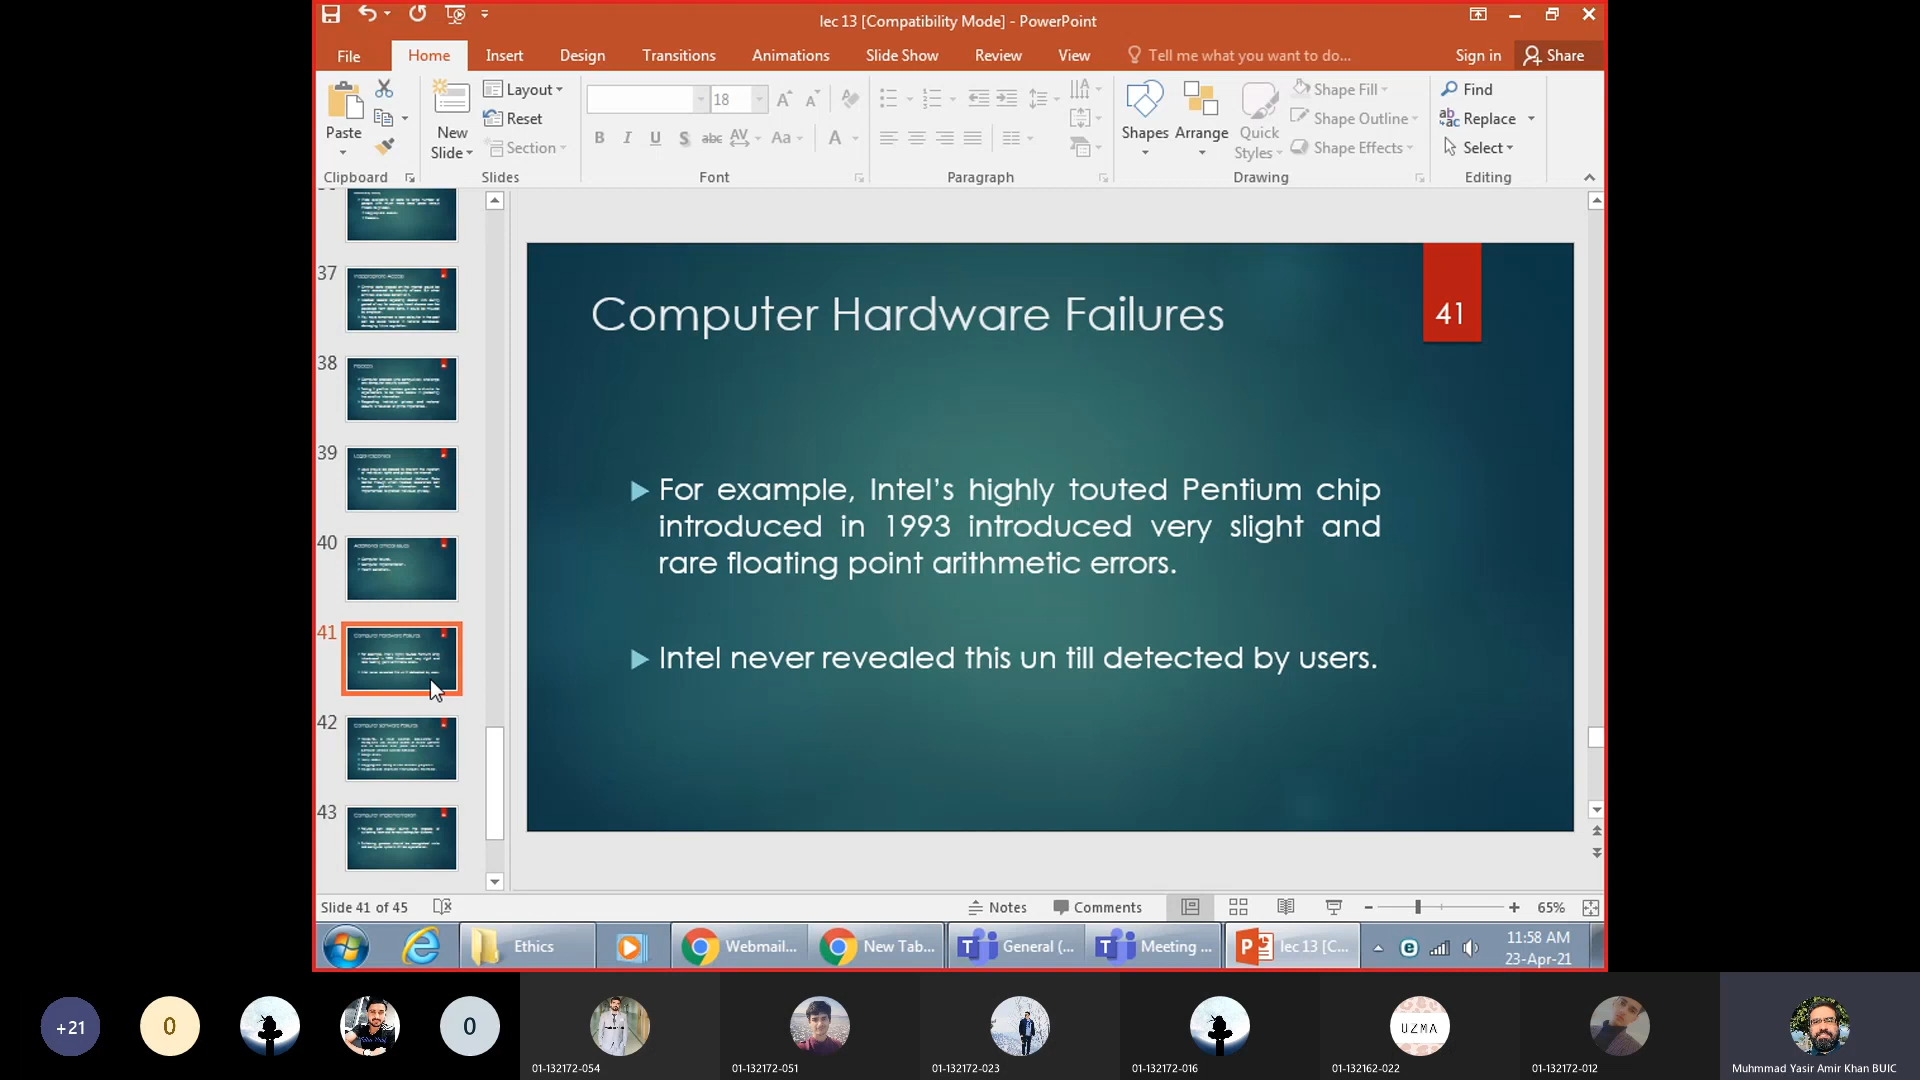 lec 13 [Compatibility Mode] - PowerPoint
File Home Insert Design Transitions Animations Slide Show Review View Tell me what you want to do... Sign in Share
Paste
Clipboard
New
Slide
Layout
Reset
Section
Slides
18
B I U S abc AV Aa A
Font
Paragraph
Shapes Arrange Quick
Styles
Shape Fill
Shape Outline
Shape Effects
Drawing
Find
Replace
Select
Editing
37
38
39
40
41
42
43
Computer Hardware Failures
41
For example, Intel's highly touted Pentium chip
introduced in 1993 introduced very slight and
rare floating point arithmetic errors.
Intel never revealed this un till detected by users.
Slide 41 of 45
Notes Comments 65%
Ethics Webmail... New Tab... General (... Meeting ... lec 13 [C...
11:58 AM
23-Apr-21
+21 0 0
UZMA
01-132172-054 01-132172-051 01-132172-023 01-132172-016 01-132162-022 01-132172-012 Muhmmad Yasir Amir Khan BUIC